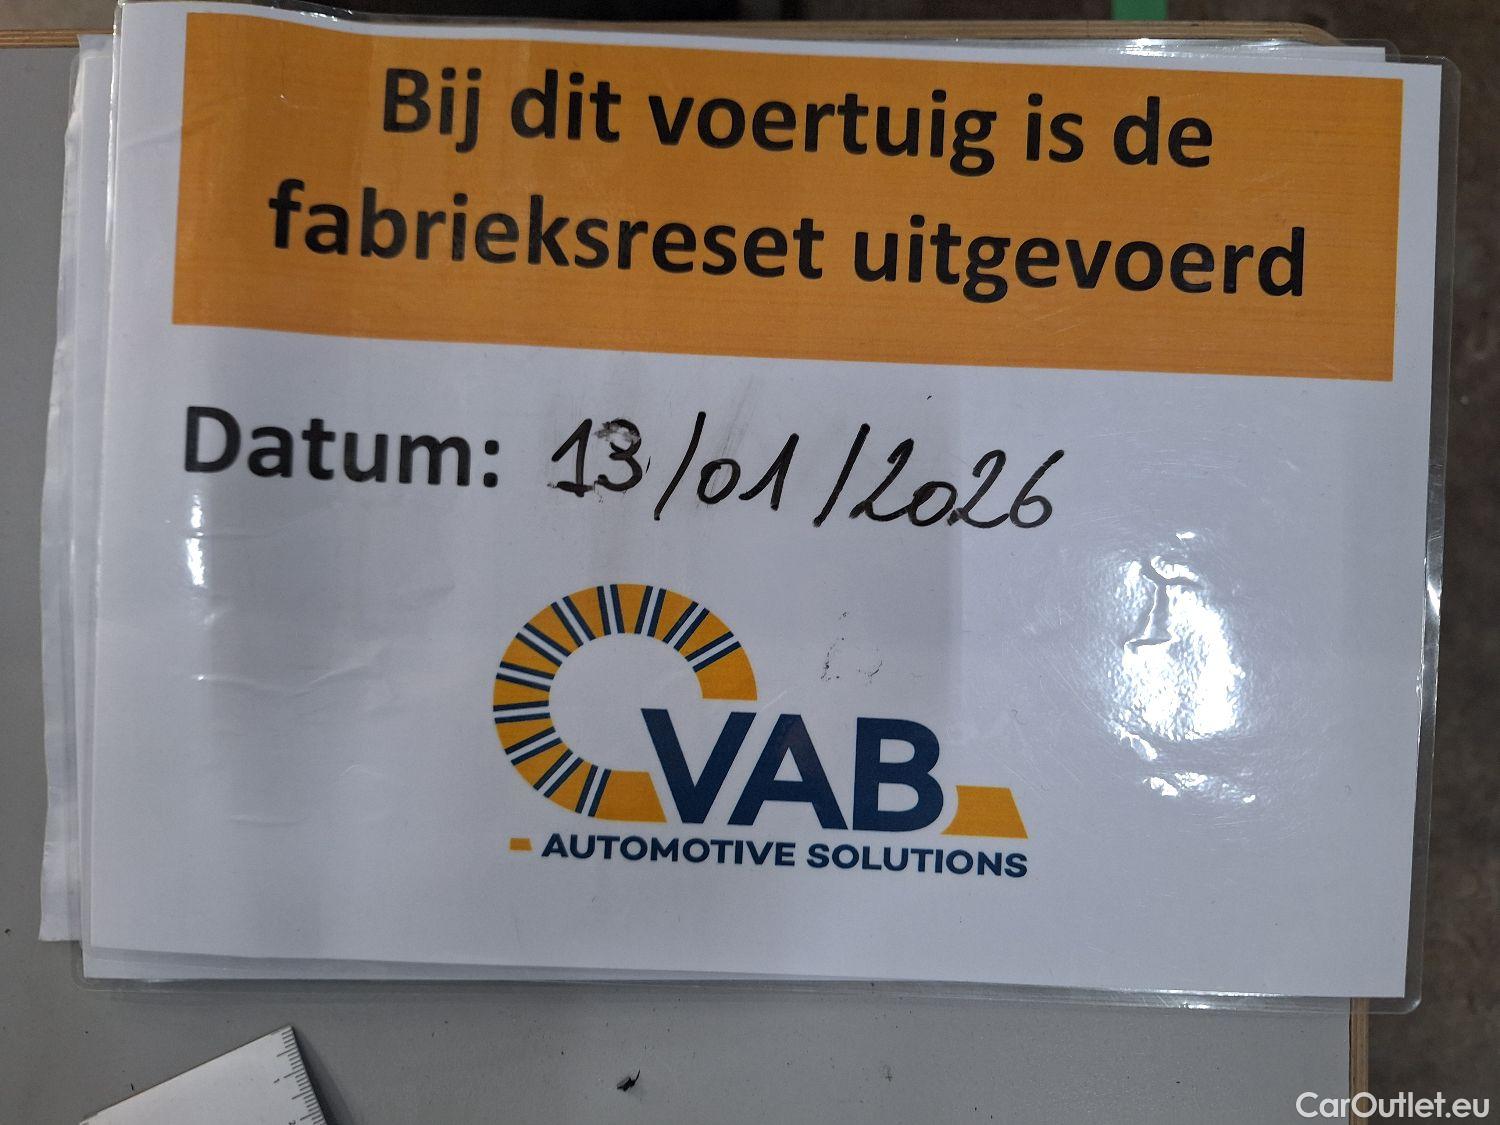 Bij dit voertuig is de
fabrieksreset uitgevoerd
Datum: 13/01/2026
VAB
AUTOMOTIVE SOLUTIONS
CarOutlet.eu